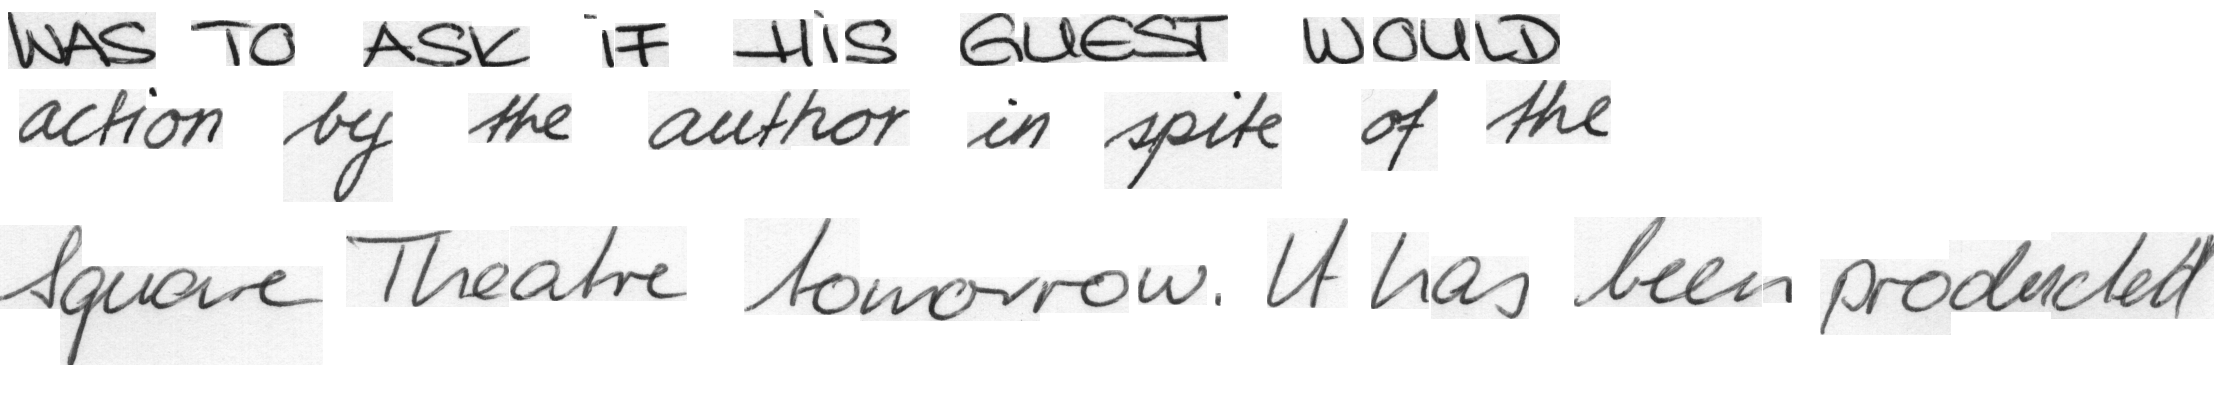 WAS TO ASK IF HIS GUEST WOULD
action by the author in spite of the
Square Theatre tomorrow. It has been producted